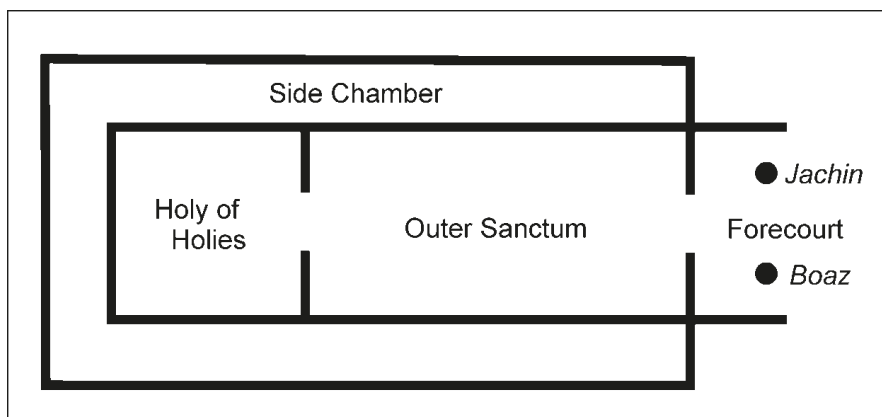 Side Chamber
Jachin
Holy of
Holies
Outer Sanctum
Forecourt
Boaz